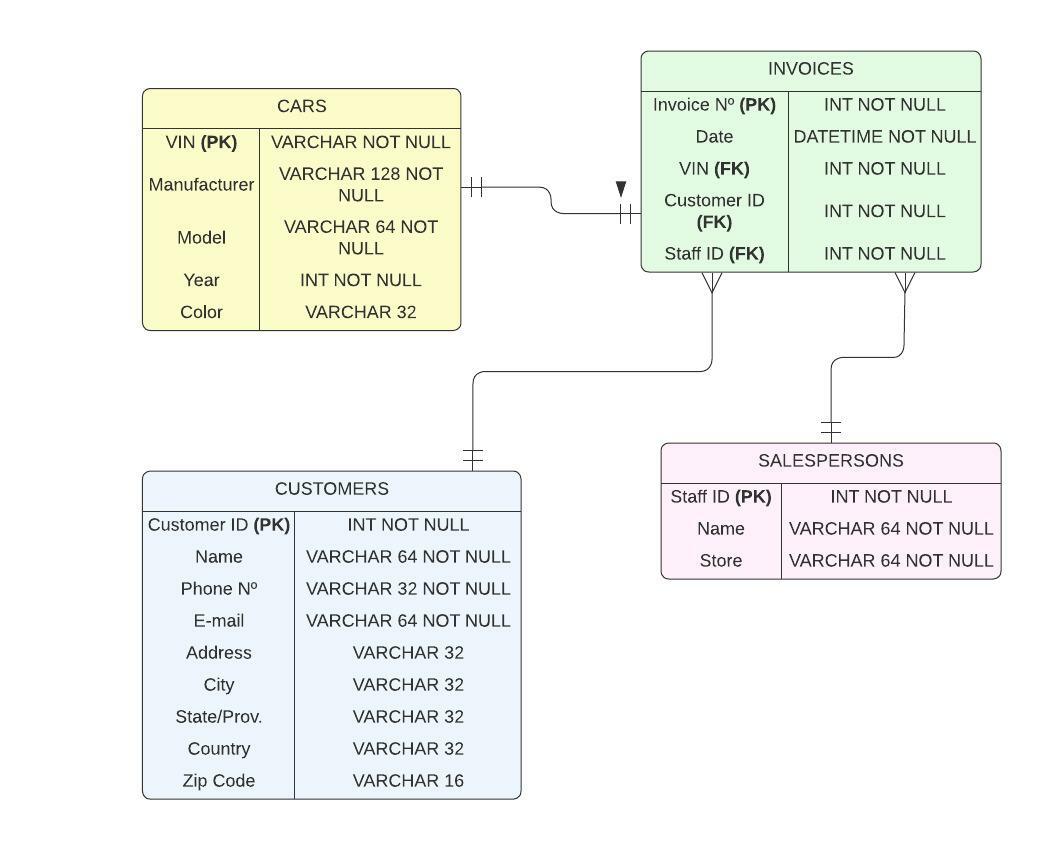 CARS
VIN (PK) VARCHAR NOT NULL
Manufacturer VARCHAR 128 NOT
NULL
Model VARCHAR 64 NOT
NULL
Year INT NOT NULL
Color VARCHAR 32
INVOICES
Invoice Nº (PK) INT NOT NULL
Date DATETIME NOT NULL
VIN (FK) INT NOT NULL
Customer ID
(FK) INT NOT NULL
Staff ID (FK) INT NOT NULL
CUSTOMERS
Customer ID (PK) INT NOT NULL
Name VARCHAR 64 NOT NULL
Phone Nº VARCHAR 32 NOT NULL
E-mail VARCHAR 64 NOT NULL
Address VARCHAR 32
City VARCHAR 32
State/Prov. VARCHAR 32
Country VARCHAR 32
Zip Code VARCHAR 16
SALESPERSONS
Staff ID (PK) INT NOT NULL
Name VARCHAR 64 NOT NULL
Store VARCHAR 64 NOT NULL